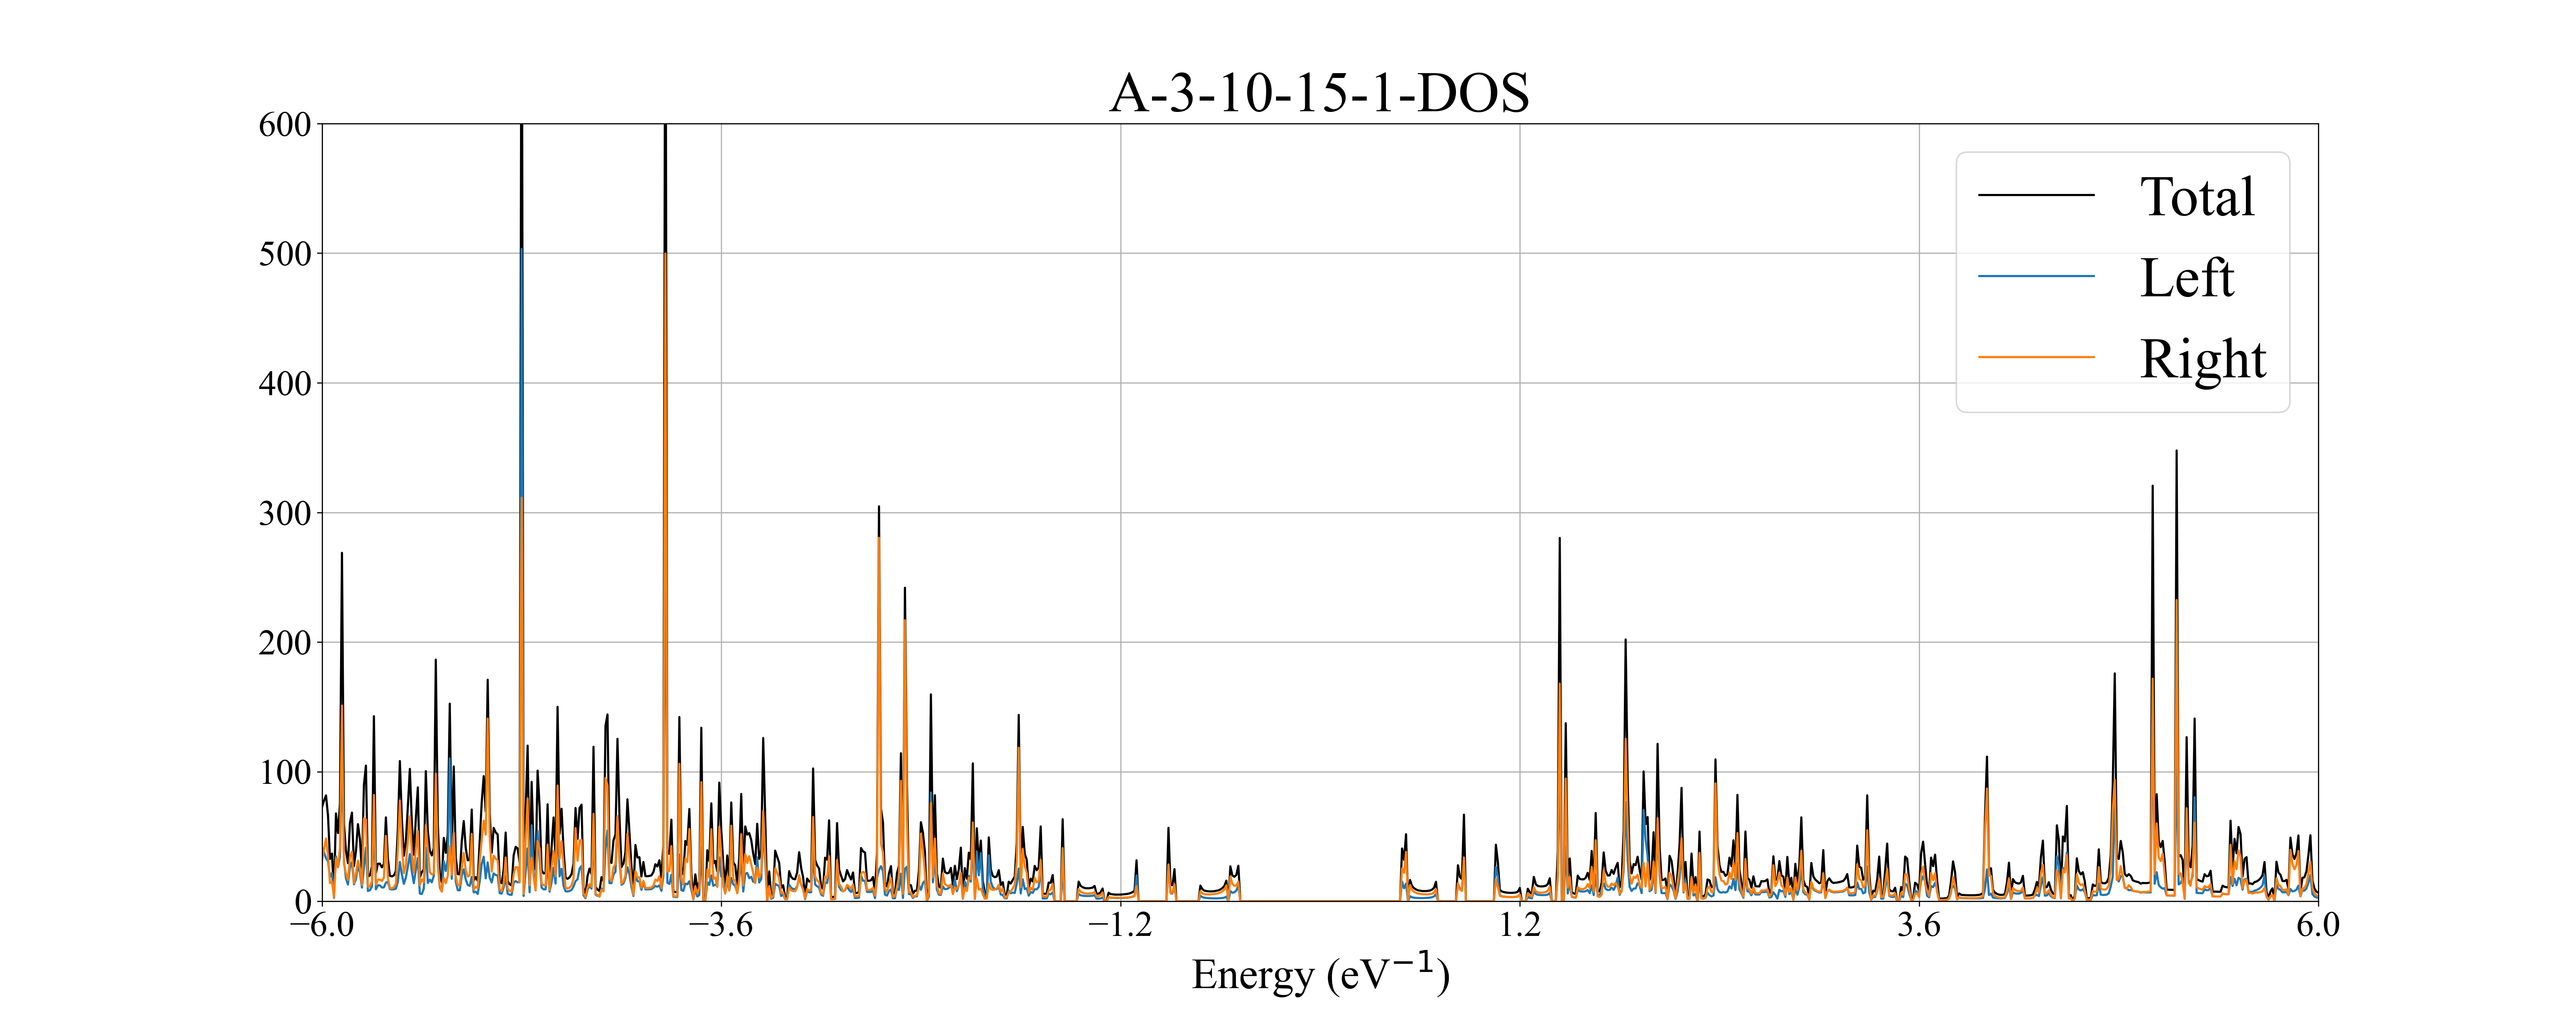 A-3-10-15-1-DOS
600
500
400
300
200
100
0
Total
Left
Right
−6.0
−3.6
−1.2
1.2
3.6
6.0
Energy (eV⁻¹)